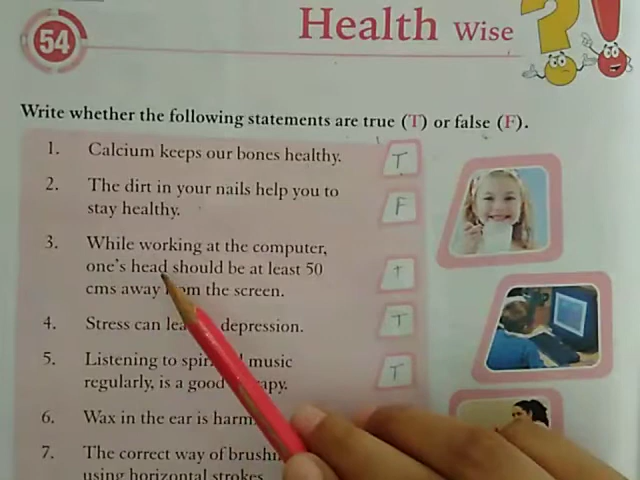 54
Health Wise
Write whether the following statements are true (T) or false (F).
1. Calcium keeps our bones healthy. T
2. The dirt in your nails help you to
stay healthy. F
3. While working at the computer,
one's head should be at least 50
cms away from the screen. T
4. Stress can lead depression. T
5. Listening to music
regularly, is a good T
6. Wax in the ear is
7. The correct way of
using horizontal strokes